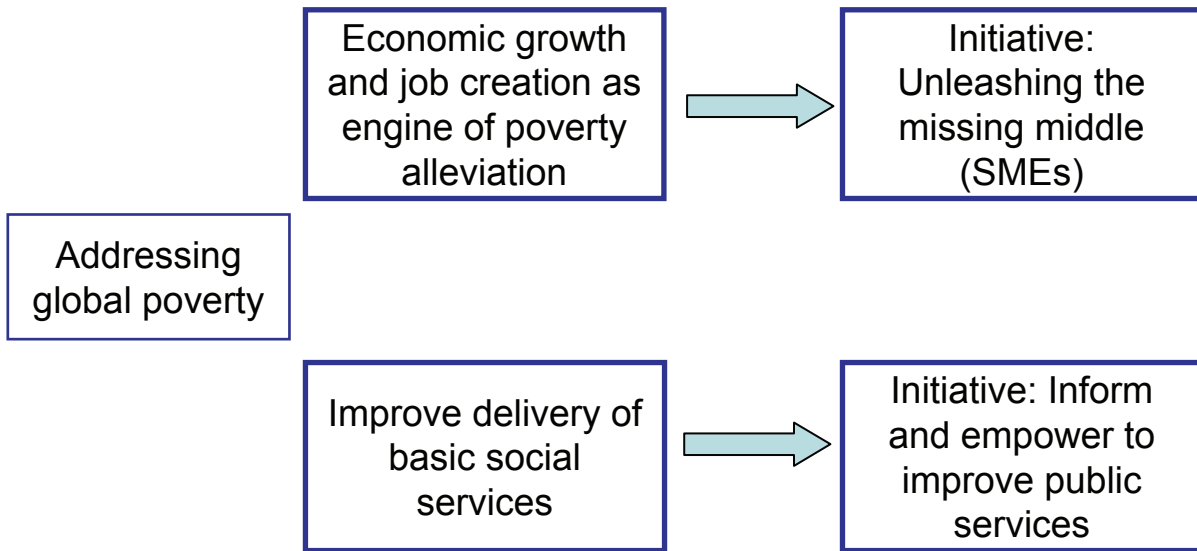 Economic growth
and job creation as
engine of poverty
alleviation
Initiative:
Unleashing the
missing middle
(SMEs)
Addressing
global poverty
Improve delivery of
basic social
services
Initiative: Inform
and empower to
improve public
services